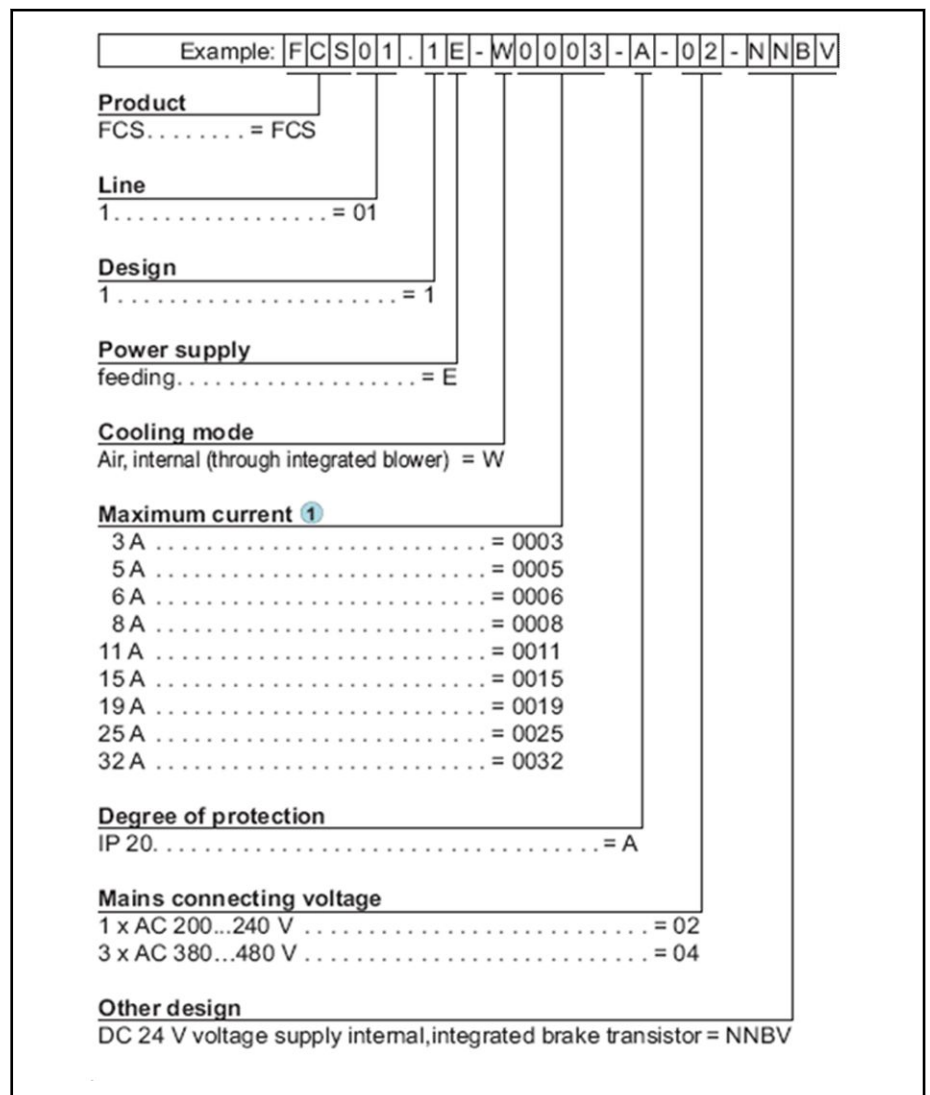 Example: FCS01.1E-W0003-A-02-NNBV
Product
FCS........ = FCS
Line
1................. = 01
Design
1...................... = 1
Power supply
feeding................... = E
Cooling mode
Air, internal (through integrated blower) = W
Maximum current 1
3 A ........................... = 0003
5 A ........................... = 0005
6 A ........................... = 0006
8 A ........................... = 0008
11 A ........................... = 0011
15 A ........................... = 0015
19 A ........................... = 0019
25 A ........................... = 0025
32 A ........................... = 0032
Degree of protection
IP 20.................................... = A
Mains connecting voltage
1 x AC 200...240 V ............................ = 02
3 x AC 380...480 V ............................ = 04
Other design
DC 24 V voltage supply internal,integrated brake transistor = NNBV